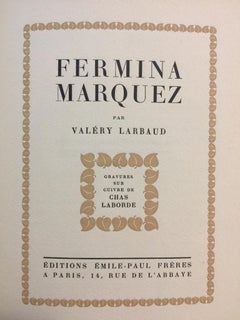 FERMINA
MARQUEZ
PAR
VALÉRY LARBAUD
GRAVURES
SUR
CUIVRE DE
CHAS
LABORDE
ÉDITIONS ÉMILE-PAUL FRÈRES
A PARIS, 14, RUE DE L'ABBAYE